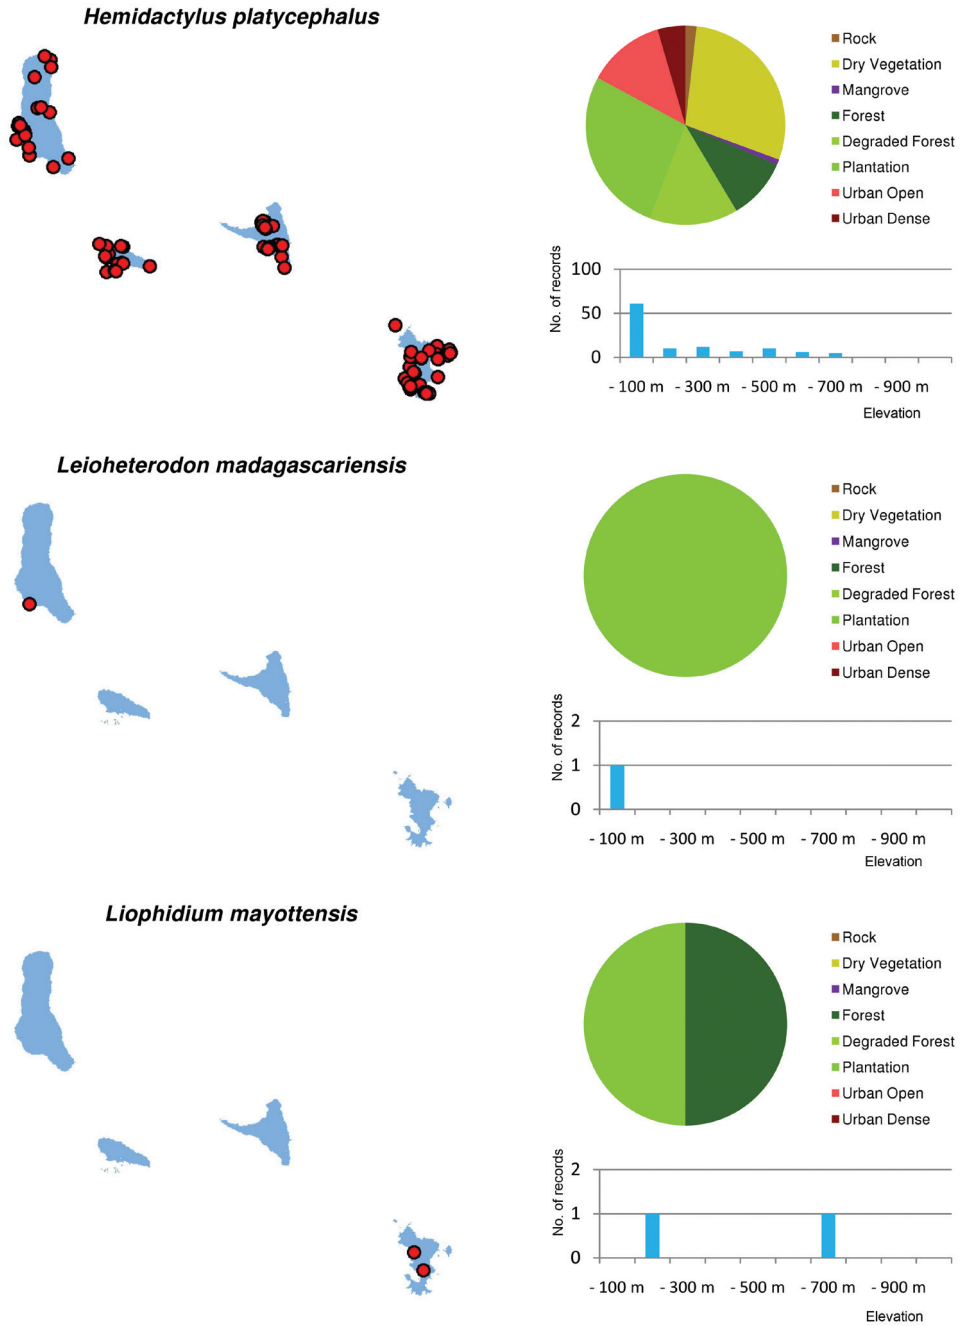 Hemidactylus platycephalus
Rock
Dry Vegetation
Mangrove
Forest
Degraded Forest
Plantation
Urban Open
Urban Dense
No. of records
100
50
0
- 100 m - 300 m - 500 m - 700 m - 900 m
Elevation
Leioheterodon madagascariensis
Rock
Dry Vegetation
Mangrove
Forest
Degraded Forest
Plantation
Urban Open
Urban Dense
No. of records
2
1
0
- 100 m - 300 m - 500 m - 700 m - 900 m
Elevation
Liophidium mayottensis
Rock
Dry Vegetation
Mangrove
Forest
Degraded Forest
Plantation
Urban Open
Urban Dense
No. of records
2
1
0
- 100 m - 300 m - 500 m - 700 m - 900 m
Elevation